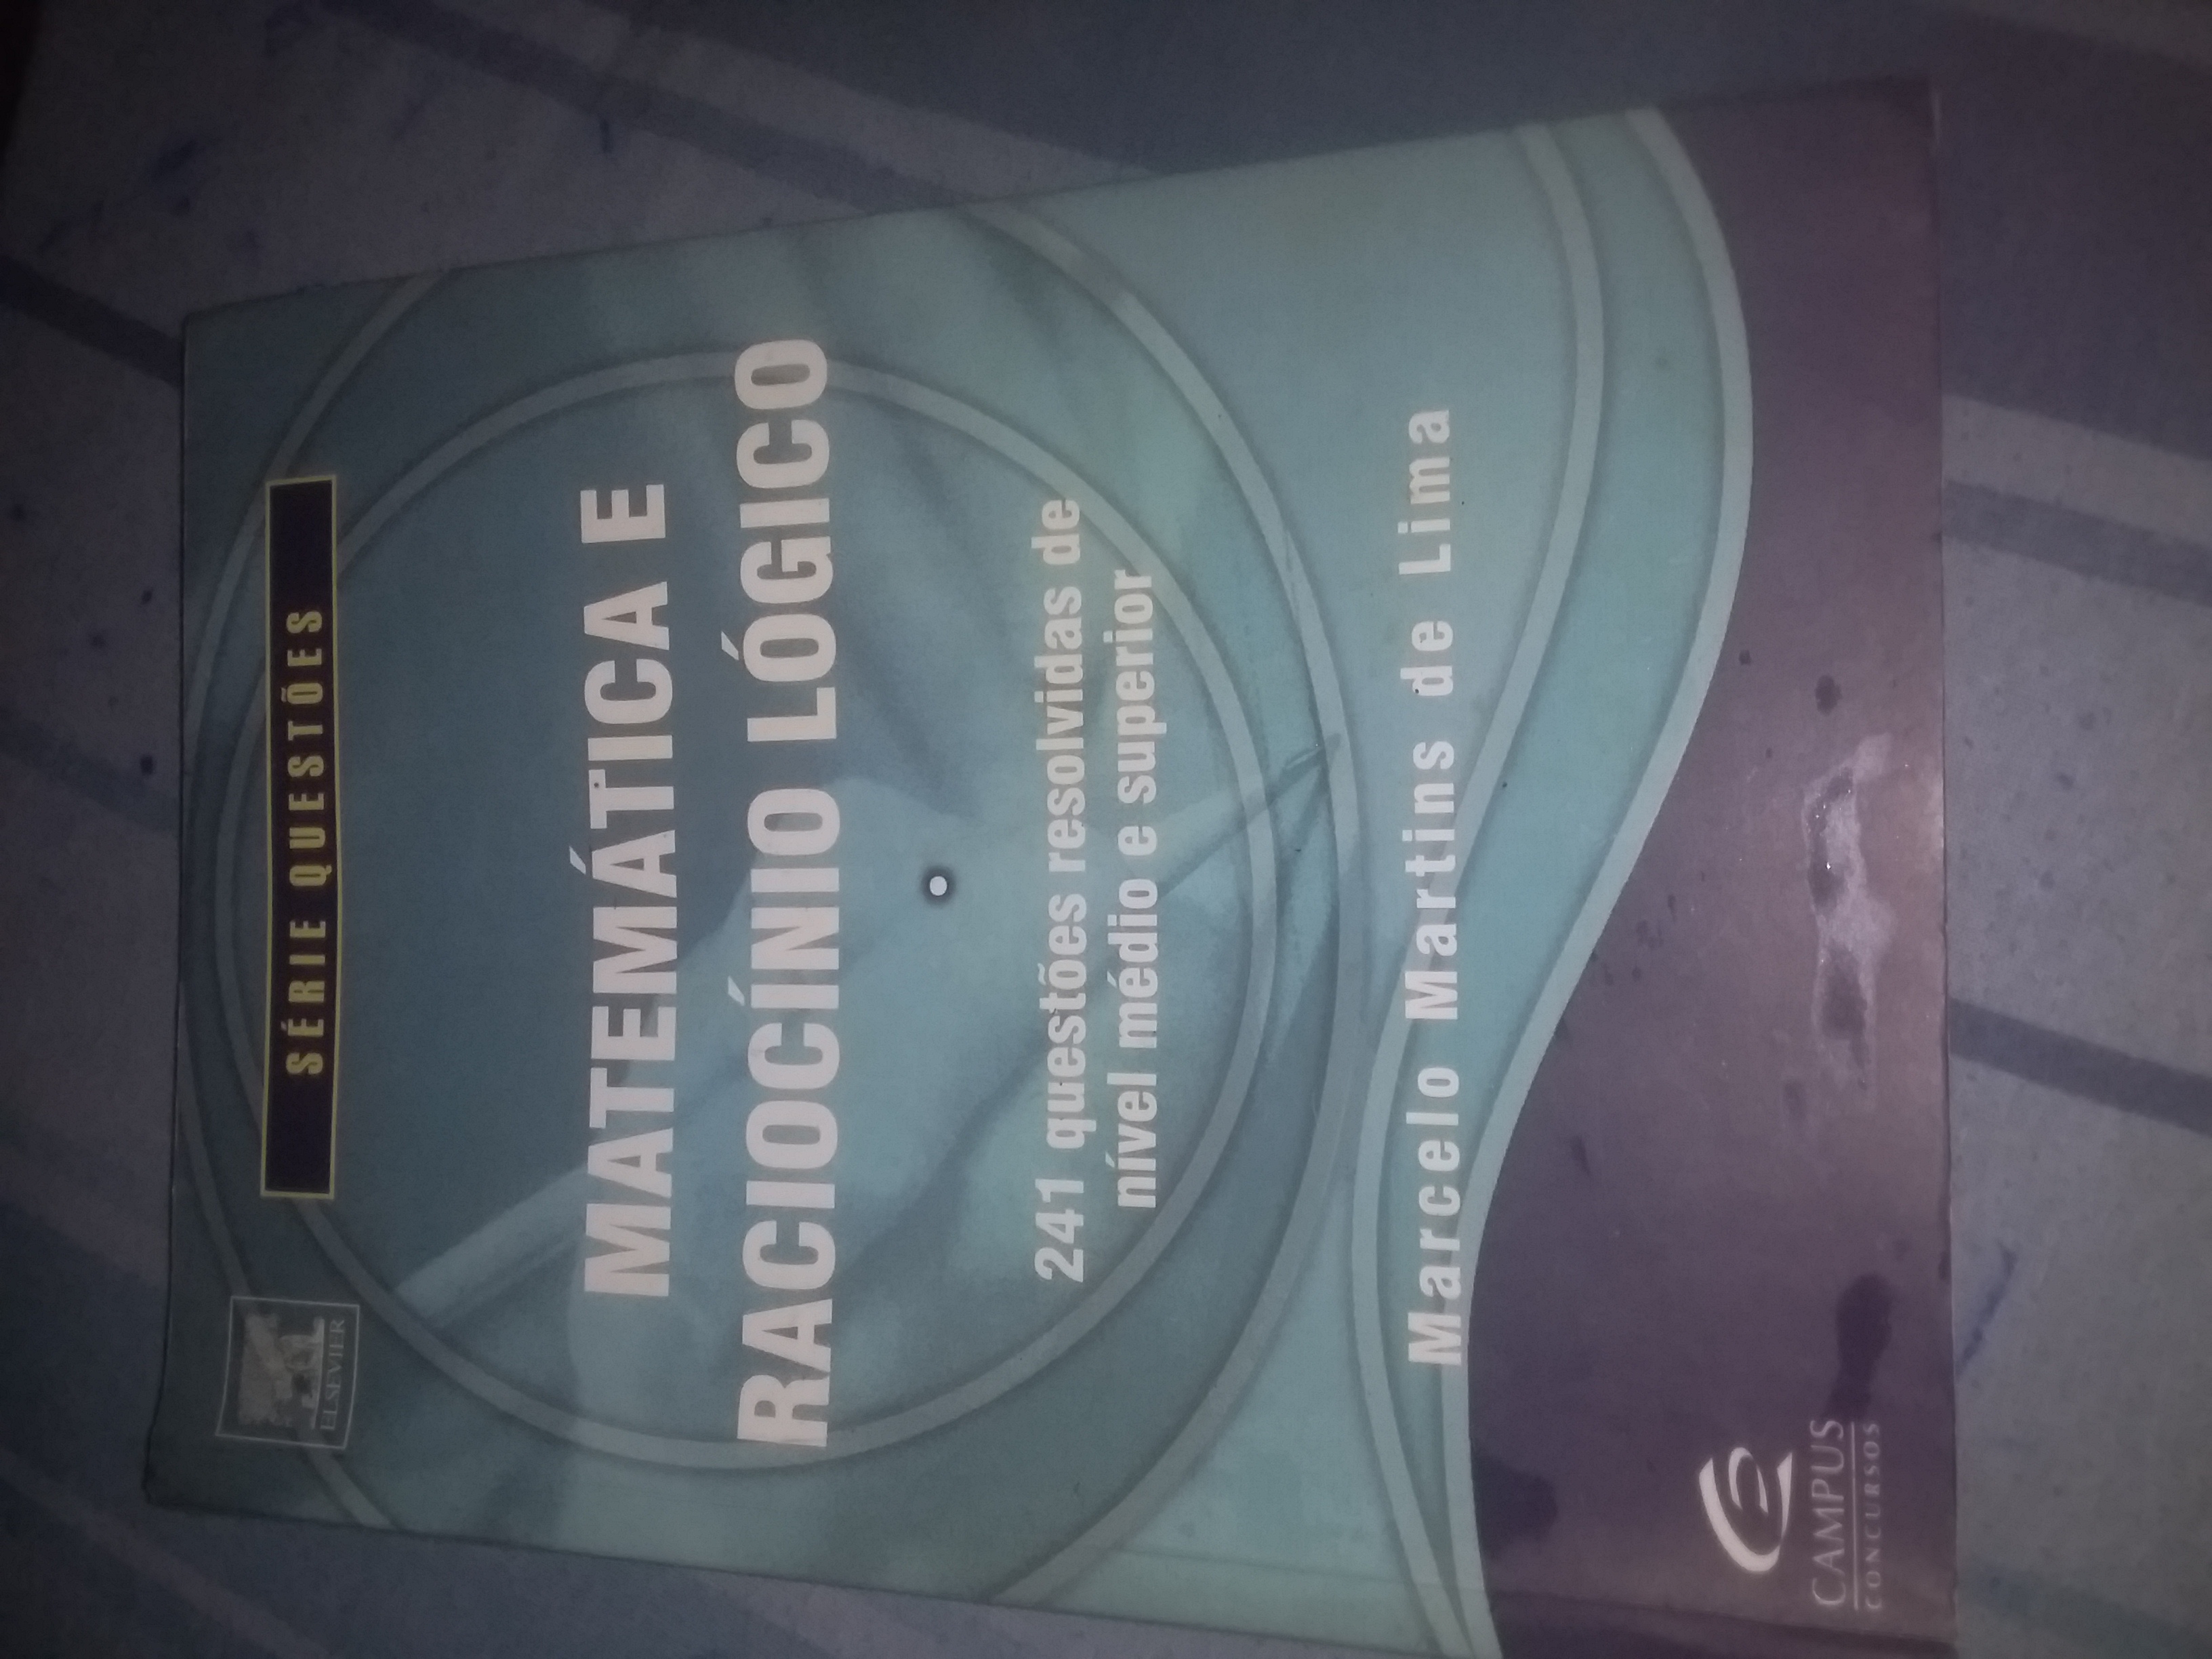 ELSEVIER
SÉRIE QUESTÕES
MATEMÁTICA E
RACIOCÍNIO LÓGICO
241 questões resolvidas de
nível médio e superior
Marcelo Martins de Lima
CAMPUS
CONCURSOS